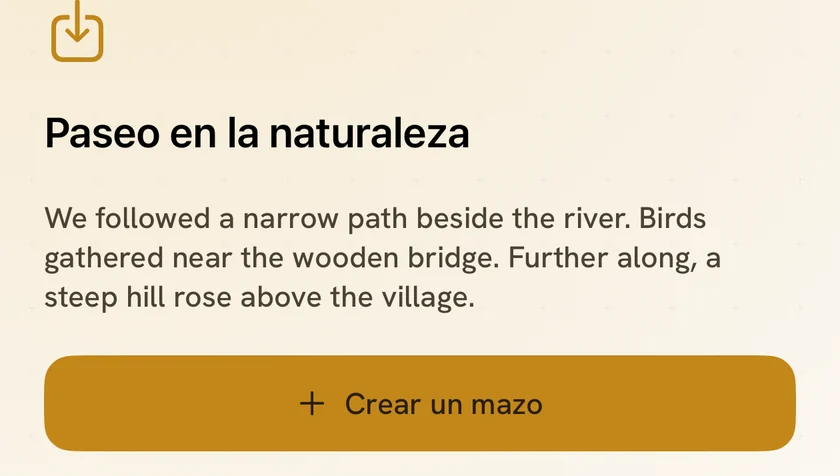 Paseo en la naturaleza
We followed a narrow path beside the river. Birds
gathered near the wooden bridge. Further along, a
steep hill rose above the village.
Crear un mazo